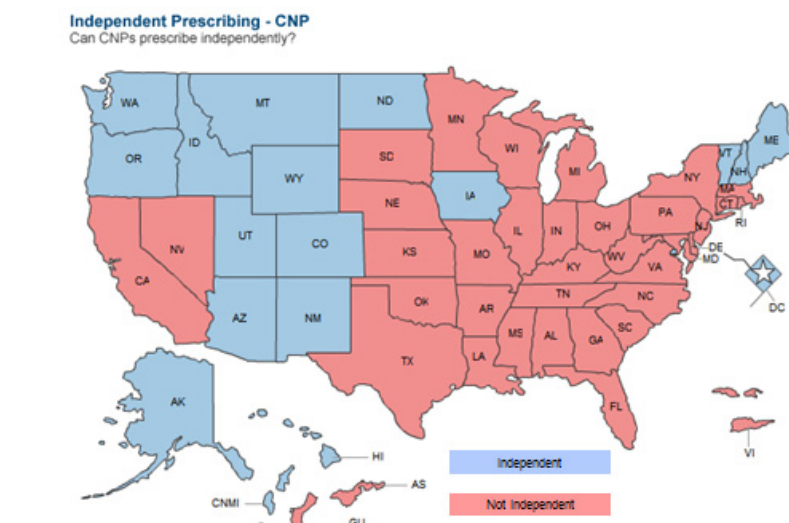 Independent Prescribing - CNP
Can CNPs prescribe independently?
WA
MT
ND
MN
OR
ID
WY
SD
WI
MI
NY
VT
NH
ME
MA
CT
RI
IA
NE
PA
NJ
NV
UT
CO
KS
MO
IL
IN
OH
WV
DE
MD
VA
KY
CA
AZ
NM
OK
AR
TN
NC
SC
DC
TX
LA
MS
AL
GA
FL
AK
HI
AS
CNMI
VI
Independent
Not Independent